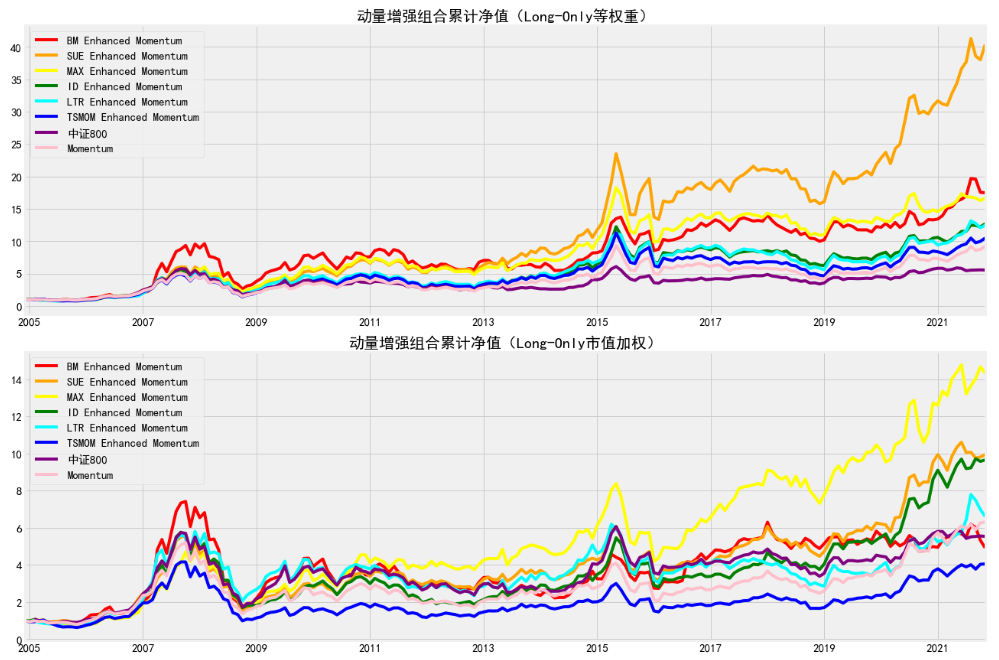 动量增强组合累计净值（Long-Only等权重）
BM Enhanced Momentum
SUE Enhanced Momentum
MAX Enhanced Momentum
ID Enhanced Momentum
LTR Enhanced Momentum
TSMOM Enhanced Momentum
中证800
Momentum
40
35
30
25
20
15
10
5
0
2005 2007 2009 2011 2013 2015 2017 2019 2021
动量增强组合累计净值（Long-Only市值加权）
BM Enhanced Momentum
SUE Enhanced Momentum
MAX Enhanced Momentum
ID Enhanced Momentum
LTR Enhanced Momentum
TSMOM Enhanced Momentum
中证800
Momentum
14
12
10
8
6
4
2
0
2005 2007 2009 2011 2013 2015 2017 2019 2021